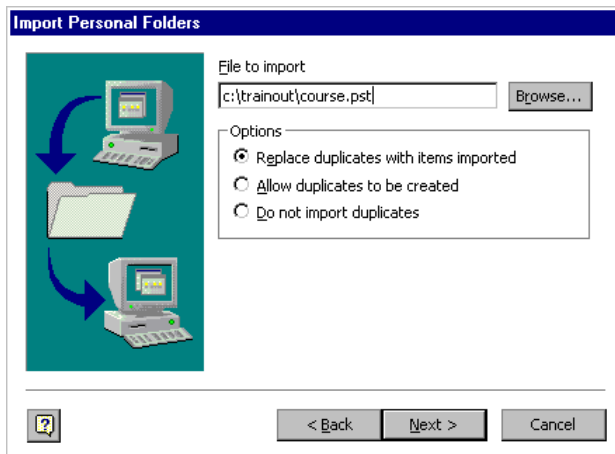 Import Personal Folders
File to import
c:\trainout\course.pst
Browse...
Options
Replace duplicates with items imported
Allow duplicates to be created
Do not import duplicates
?
< Back
Next >
Cancel